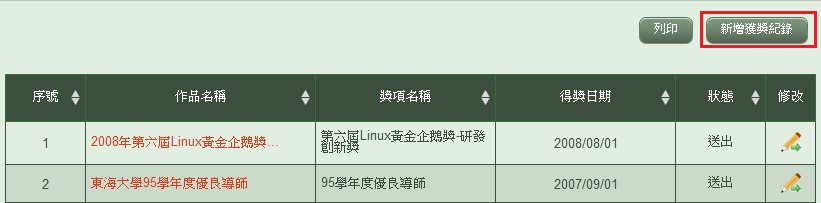 列印 新增獲獎紀錄
序號 作品名稱 獎項名稱 得獎日期 狀態 修改
1 2008年第六屆Linux黃金企鵝獎... 第六屆Linux黃金企鵝獎-研發創新獎 2008/08/01 送出
2 東海大學95學年度優良導師 95學年度優良導師 2007/09/01 送出